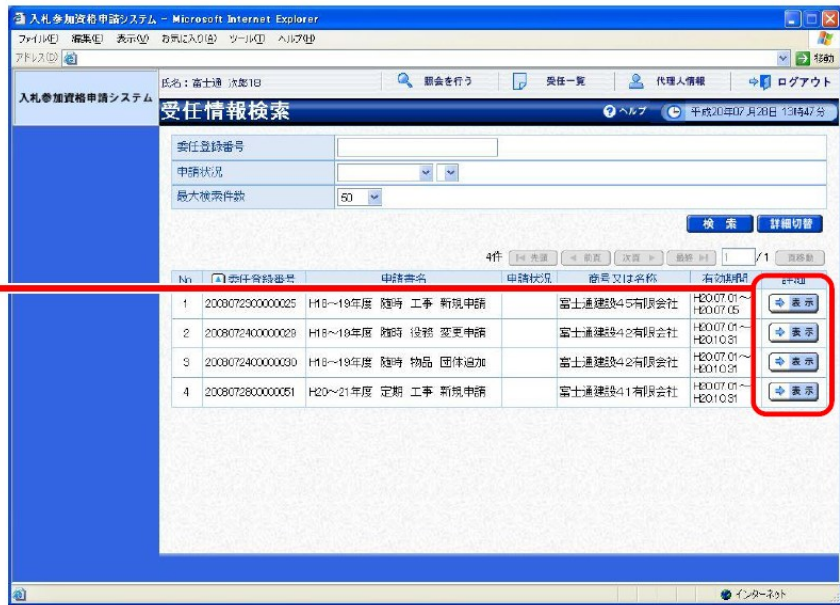 入札参加資格申請システム - Microsoft Internet Explorer
ファイル(F) 編集(E) 表示(V) お気に入り(A) ツール(T) ヘルプ(H)
アドレス(D) 移動
入札参加資格申請システム
氏名：富士通 次郎18 照会を行う 受任一覧 代理人情報 ログアウト
受任情報検索 ヘルプ 平成20年07月28日 13時47分
委任登録番号
申請状況
最大検索件数 50
検索 詳細切替
4件 先頭 前頁 次頁 最終 1 /1 頁移動
No 委任登録番号 申請書名 申請状況 商号又は名称 有効期間 詳細
1 2008072300000025 H18～19年度 随時 工事 新規申請 富士通建設45有限会社 H20.07.01～H20.07.05 表示
2 2008072400000029 H18～19年度 随時 役務 変更申請 富士通建設42有限会社 H20.07.01～H20.10.31 表示
3 2008072400000030 H18～19年度 随時 物品 団体追加 富士通建設42有限会社 H20.07.01～H20.10.31 表示
4 2008072800000051 H20～21年度 定期 工事 新規申請 富士通建設41有限会社 H20.07.01～H20.10.31 表示
インターネット